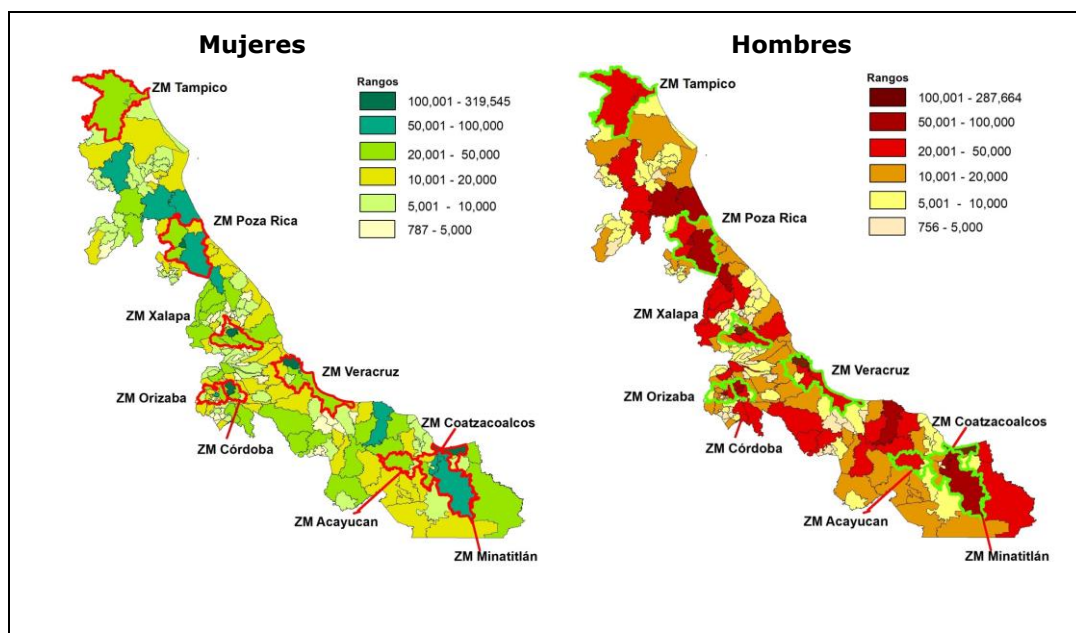 Mujeres
ZM Tampico
Rangos
100,001 - 319,545
50,001 - 100,000
20,001 - 50,000
10,001 - 20,000
5,001 - 10,000
787 - 5,000
ZM Poza Rica
ZM Xalapa
ZM Veracruz
ZM Orizaba
ZM Coatzacoalcos
ZM Córdoba
ZM Acayucan
ZM Minatitlán
Hombres
ZM Tampico
Rangos
100,001 - 287,664
50,001 - 100,000
20,001 - 50,000
10,001 - 20,000
5,001 - 10,000
756 - 5,000
ZM Poza Rica
ZM Xalapa
ZM Veracruz
ZM Orizaba
ZM Coatzacoalcos
ZM Córdoba
ZM Acayucan
ZM Minatitlán